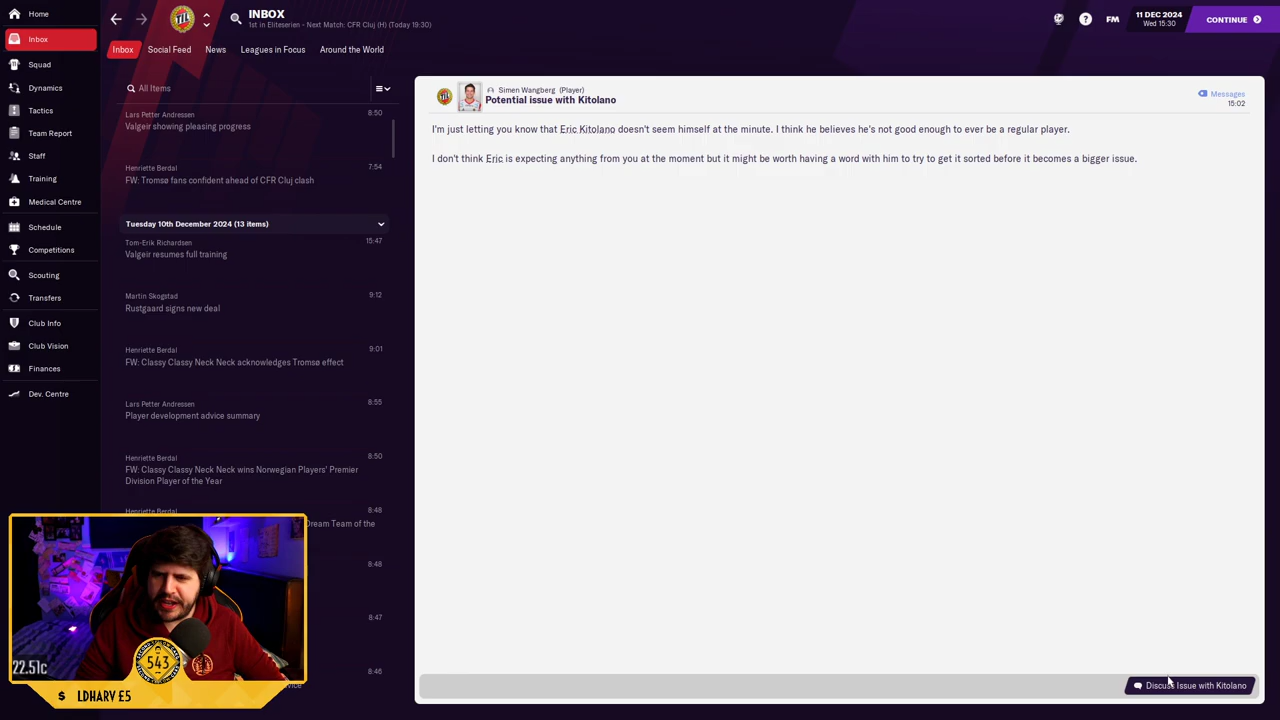 Home
Inbox
Squad
Dynamics
Tactics
Team Report
Staff
Training
Medical Centre
Schedule
Competitions
Scouting
Transfers
Club Info
Club Vision
Finances
Dev. Centre
INBOX
1st in Eliteserien - Next Match: CFR Cluj (H) (Today 19:30)
FM
11 DEC 2024
Wed 15:30
CONTINUE
Inbox
Social Feed
News
Leagues in Focus
Around the World
All Items
Lars Petter Andressen
8:50
Valgeir showing pleasing progress
Henriette Berdal
7:54
FW: Tromsø fans confident ahead of CFR Cluj clash
Tuesday 10th December 2024 (13 items)
Tom-Erik Richardsen
15:47
Valgeir resumes full training
Martin Skogstad
9:12
Rustgaard signs new deal
Henriette Berdal
9:01
FW: Classy Classy Neck Neck acknowledges Tromsø effect
Lars Petter Andressen
8:55
Player development advice summary
Henriette Berdal
8:50
FW: Classy Classy Neck Neck wins Norwegian Players' Premier
Division Player of the Year
Henriette Berdal
8:48
Dream Team of the
8:48
8:47
8:46
Simen Wangberg (Player)
Potential issue with Kitolano
Messages
15:02
I'm just letting you know that Eric Kitolano doesn't seem himself at the minute. I think he believes he's not good enough to ever be a regular player.
I don't think Eric is expecting anything from you at the moment but it might be worth having a word with him to try to get it sorted before it becomes a bigger issue.
Discuss Issue with Kitolano
22.51c
543
$ LDHARY £5
TIL